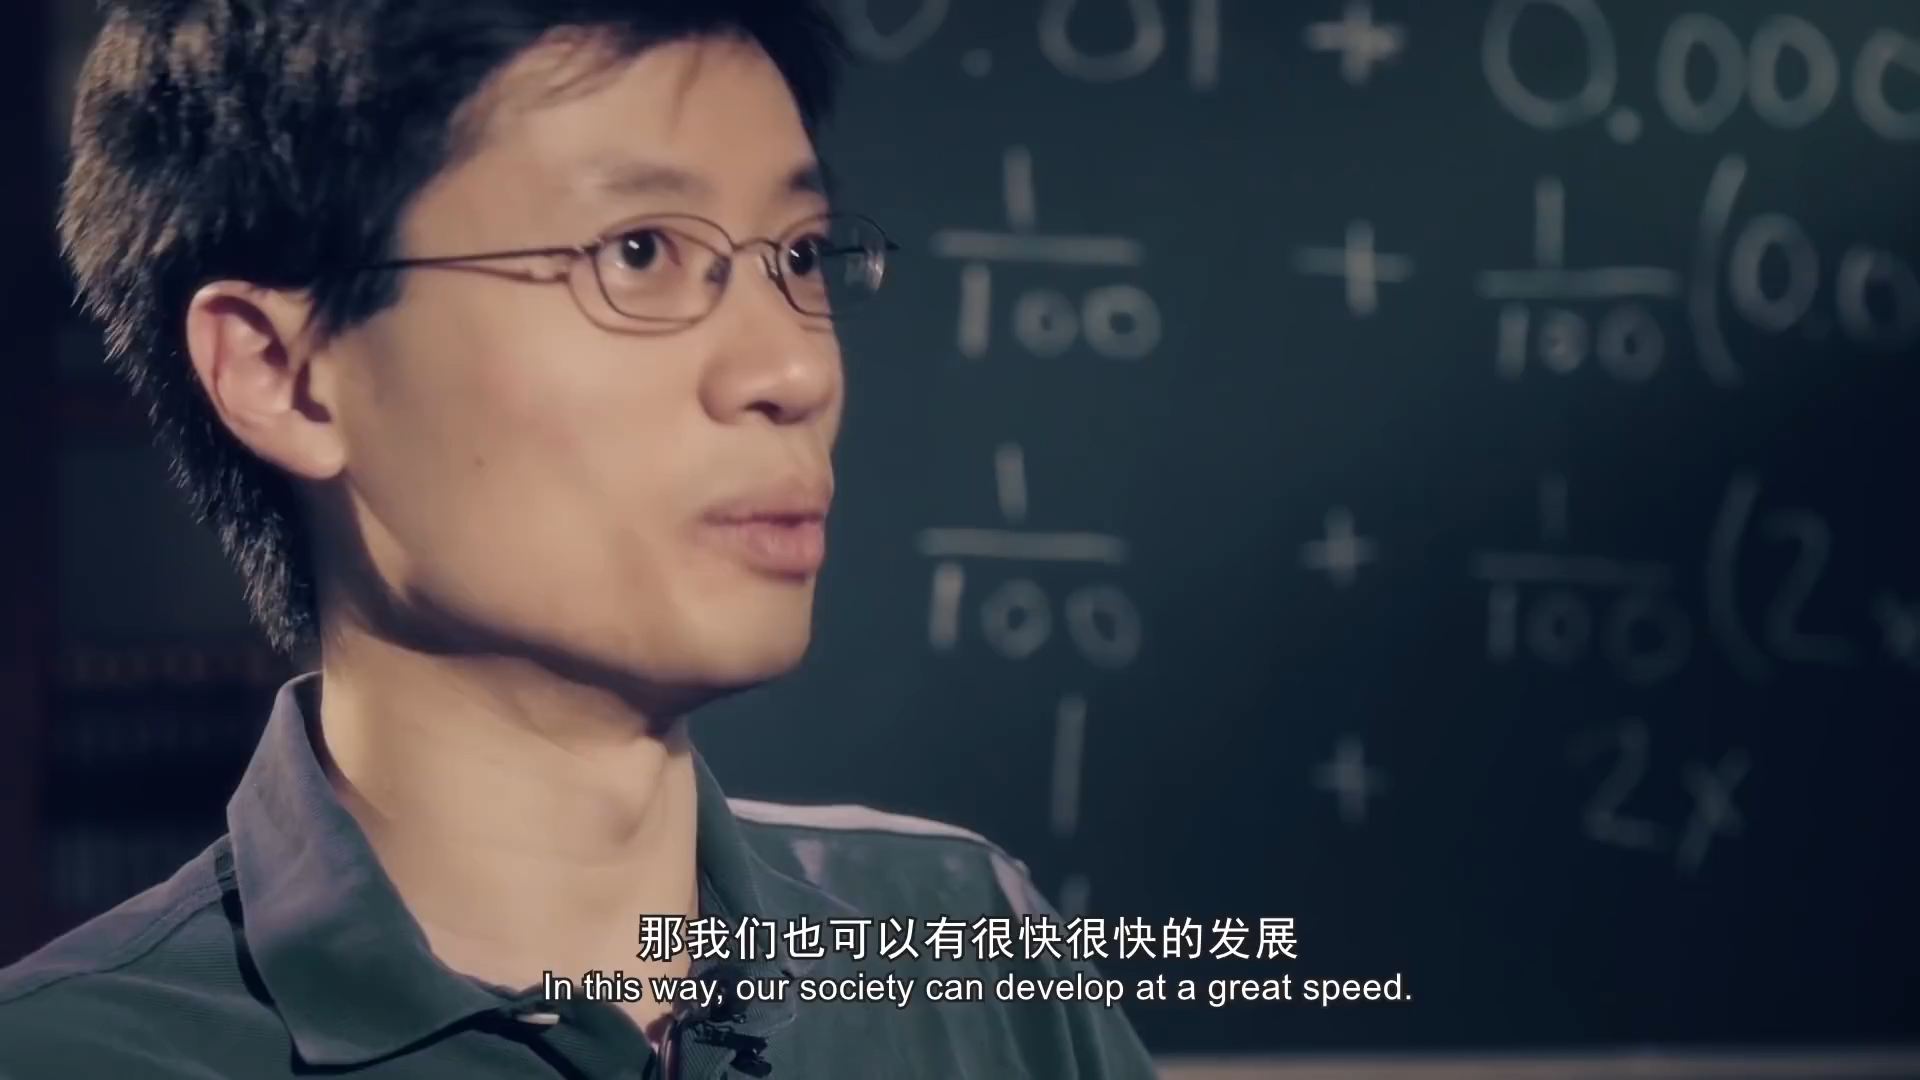 0.01 + 0.000
1/100 + 1/100 (0.0
1/100 + 1/100 (2x
1 + 2x
那我们也可以有很快很快的发展
In this way, our society can develop at a great speed.